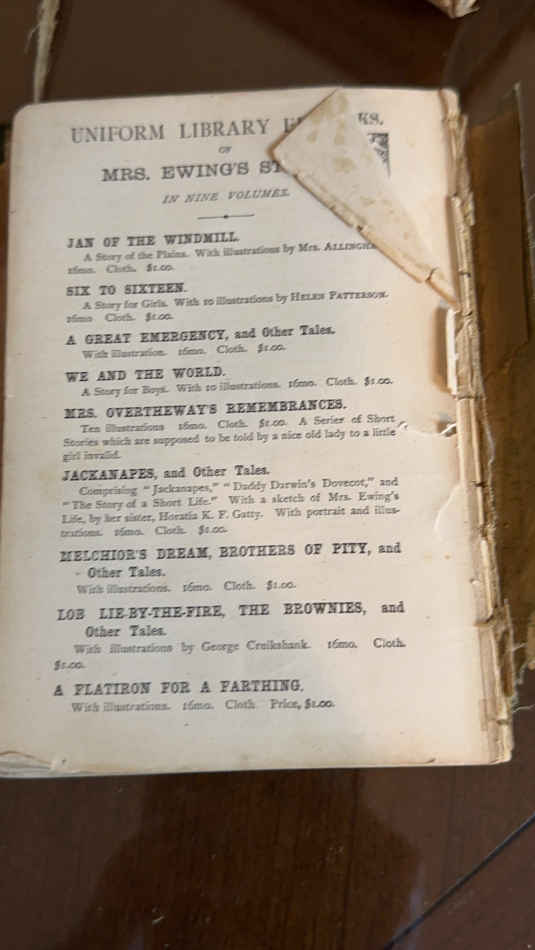 UNIFORM LIBRARY KS.
OF
MRS. EWING'S
IN NINE VOLUMES.
JAN OF THE WINDMILL.
A Story of the Plains. With illustrations by Mrs.
16mo. Cloth. $1.00.
SIX TO SIXTEEN.
A Story for Girls. With 10 illustrations by HELEN PATTERSON.
16mo Cloth. $1.00.
A GREAT EMERGENCY, and Other Tales.
With illustration. 16mo. Cloth. $1.00.
WE AND THE WORLD.
A Story for Boys. With 10 illustrations. 16mo. Cloth. $1.00.
MRS. OVERTHEWAY'S REMEMBRANCES.
Ten illustrations 16mo. Cloth. $1.00. A Series of Short
Stories which are supposed to be told by a nice old lady to a little
girl invalid.
JACKANAPES, and Other Tales.
Comprising "Jackanapes," "Daddy Darwin's Dovecot," and
"The Story of a Short Life." With a sketch of Mrs. Ewing's
Life, by her sister, Horatia K. F. Gatty. With portrait and illus-
trations. 16mo. Cloth. $1.00.
MELCHIOR'S DREAM, BROTHERS OF PITY, and
Other Tales.
With illustrations. 16mo. Cloth. $1.00.
LOB LIE-BY-THE-FIRE, THE BROWNIES, and
Other Tales.
With illustrations by George Cruikshank. 16mo. Cloth.
$1.00.
A FLATIRON FOR A FARTHING.
With illustrations. 16mo. Cloth Price, $1.00.